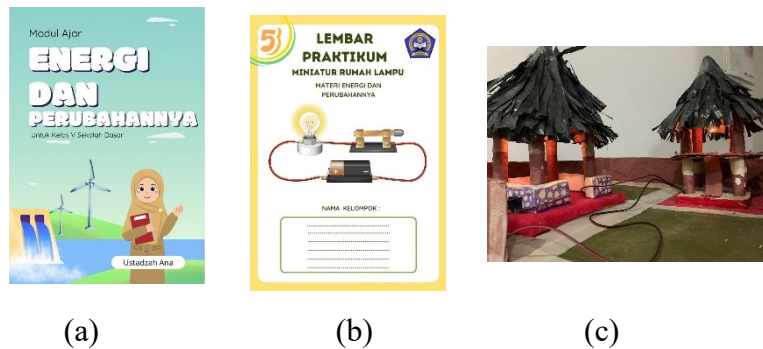 Modul Ajar
ENERGI
DAN
PERUBAHANNYA
Untuk Kelas V Sekolah Dasar
Ustadzah Ana
(a)
5
LEMBAR
PRAKTIKUM
MINIATUR RUMAH LAMPU
MATERI ENERGI DAN
PERUBAHANNYA
NAMA KELOMPOK :
(b)
(c)